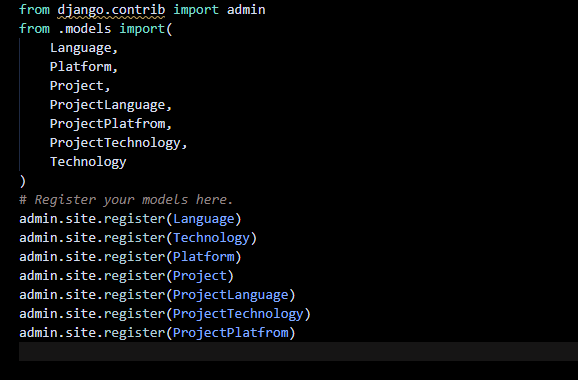 from django.contrib import admin
from .models import(
    Language,
    Platform,
    Project,
    ProjectLanguage,
    ProjectPlatfrom,
    ProjectTechnology,
    Technology
)
# Register your models here.
admin.site.register(Language)
admin.site.register(Technology)
admin.site.register(Platform)
admin.site.register(Project)
admin.site.register(ProjectLanguage)
admin.site.register(ProjectTechnology)
admin.site.register(ProjectPlatfrom)